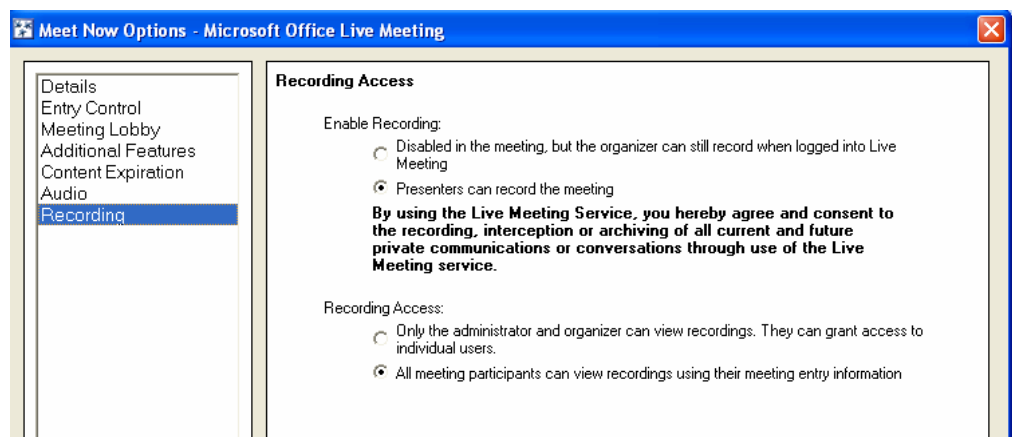 Meet Now Options - Microsoft Office Live Meeting
Details
Entry Control
Meeting Lobby
Additional Features
Content Expiration
Audio
Recording
Recording Access
Enable Recording:
Disabled in the meeting, but the organizer can still record when logged into Live
Meeting
Presenters can record the meeting
By using the Live Meeting Service, you hereby agree and consent to
the recording, interception or archiving of all current and future
private communications or conversations through use of the Live
Meeting service.
Recording Access:
Only the administrator and organizer can view recordings. They can grant access to
individual users.
All meeting participants can view recordings using their meeting entry information